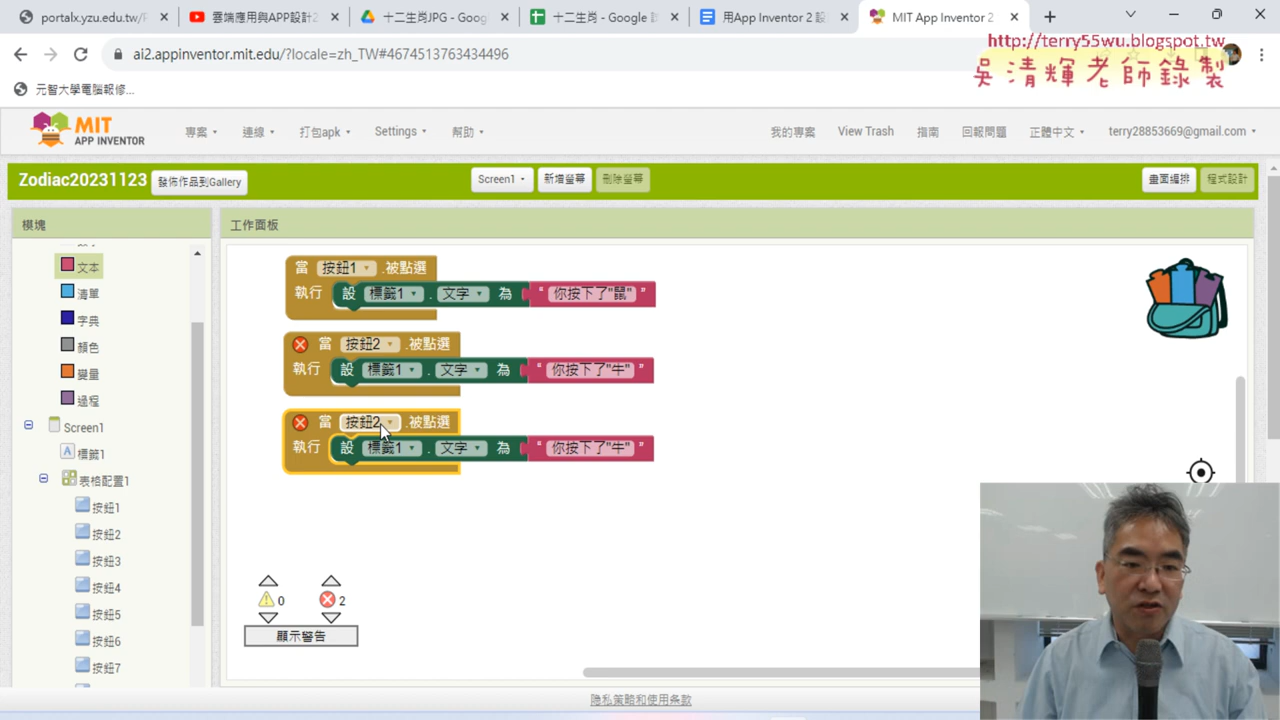 portalx.yzu.edu.tw/P
雲端應用與APP設計2
十二生肖JPG - Goog
十二生肖 - Google 試
用App Inventor 2 設
MIT App Inventor 2
ai2.appinventor.mit.edu/?locale=zh_TW#4674513763434496
http://terry55wu.blogspot.tw
吳清輝老師錄製
元智大學電腦報修...
MIT
APP INVENTOR
專案
連線
打包apk
Settings
幫助
我的專案
View Trash
指南
回報問題
正體中文
terry28853669@gmail.com
Zodiac20231123
發佈作品到Gallery
Screen1
新增螢幕
刪除螢幕
畫面編排
程式設計
模塊
工作面板
文本
清單
字典
顏色
變量
過程
Screen1
標籤1
表格配置1
按鈕1
按鈕2
按鈕3
按鈕4
按鈕5
按鈕6
按鈕7
當 按鈕1 .被點選
執行 設 標籤1 . 文字 為 “ 你按下了"鼠" ”
當 按鈕2 .被點選
執行 設 標籤1 . 文字 為 “ 你按下了"牛" ”
當 按鈕2 .被點選
執行 設 標籤1 . 文字 為 “ 你按下了"牛" ”
0
2
顯示警告
隐私策略和使用条款